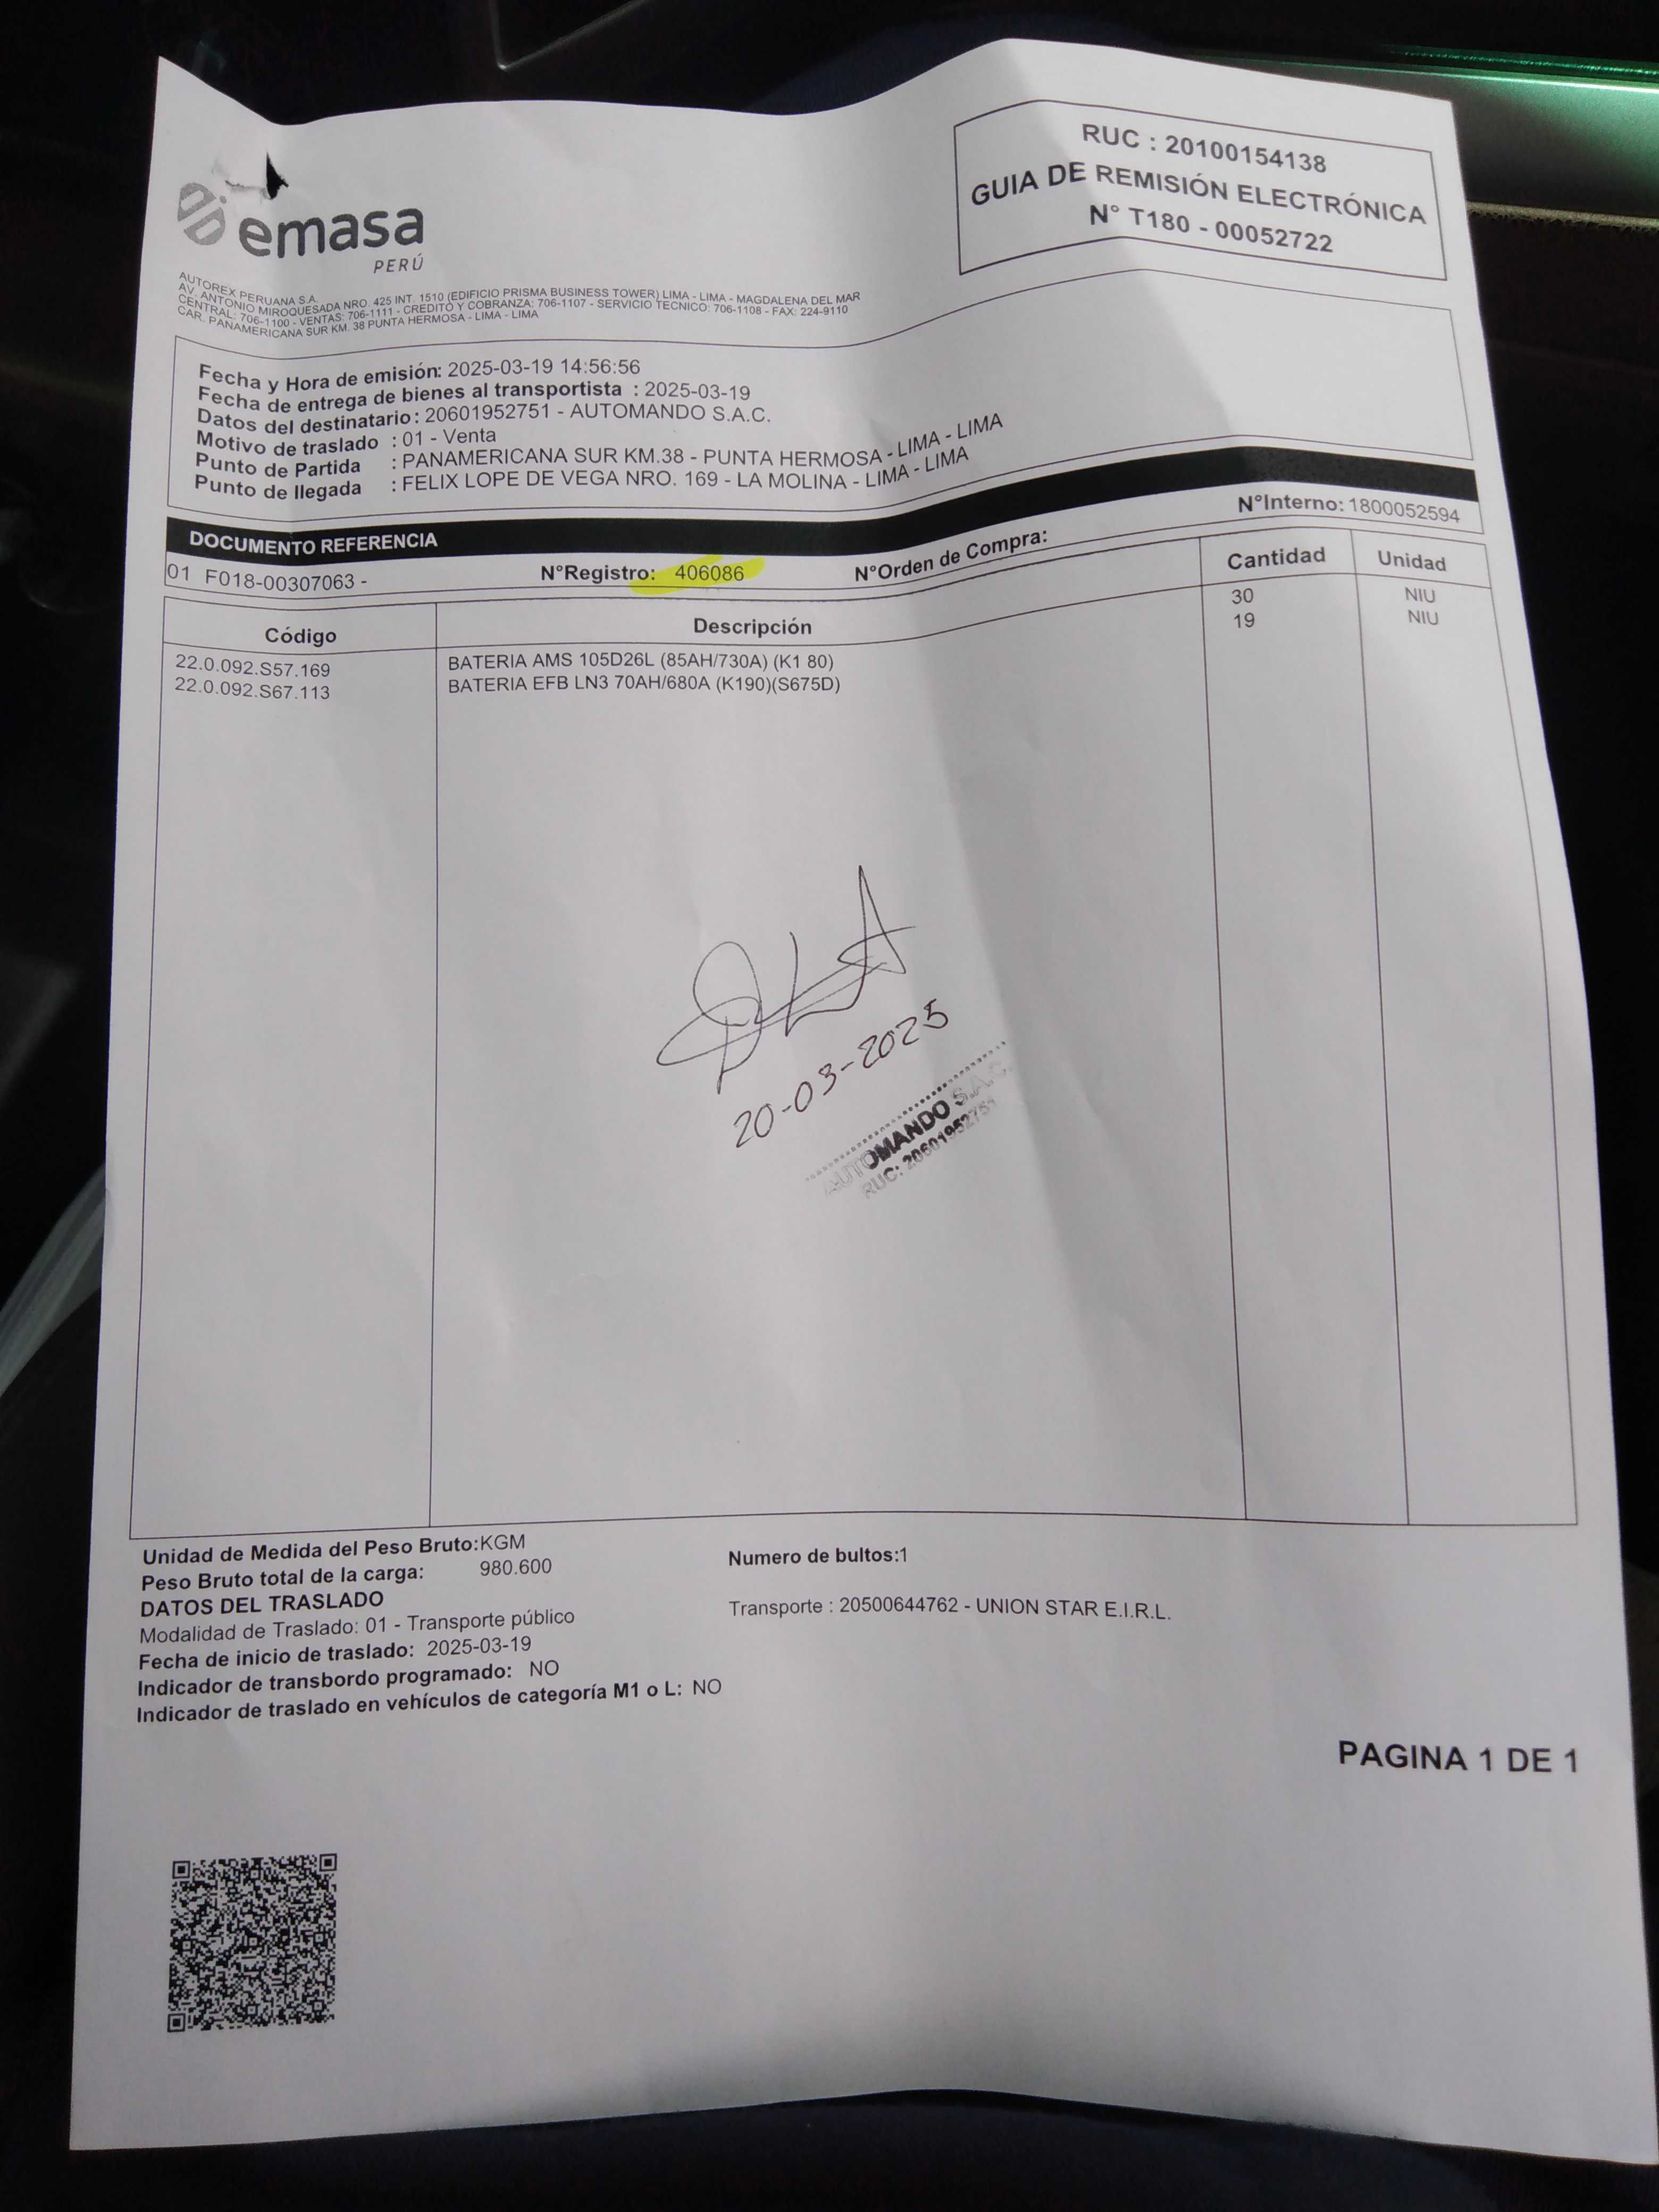 RUC : 20100154138
GUIA DE REMISIÓN ELECTRÓNICA
N° T180 - 00052722
emasa
PERÚ
AUTOREX PERUANA S.A.
AV. ANTONIO MIROQUESADA NRO. 425 INT. 1510 (EDIFICIO PRISMA BUSINESS TOWER) LIMA - LIMA - MAGDALENA DEL MAR
CENTRAL: 706-1100 - VENTAS: 706-1111 - CREDITO Y COBRANZA: 706-1107 - SERVICIO TECNICO: 706-1108 - FAX: 224-9110
CAR. PANAMERICANA SUR KM. 38 PUNTA HERMOSA - LIMA - LIMA
Fecha y Hora de emisión: 2025-03-19 14:56:56
Fecha de entrega de bienes al transportista : 2025-03-19
Datos del destinatario: 20601952751 - AUTOMANDO S.A.C.
Motivo de traslado : 01 - Venta
Punto de Partida : PANAMERICANA SUR KM.38 - PUNTA HERMOSA - LIMA - LIMA
Punto de llegada : FELIX LOPE DE VEGA NRO. 169 - LA MOLINA - LIMA - LIMA
DOCUMENTO REFERENCIA
01 F018-00307063 - N°Registro: 406086 N°Orden de Compra: N°Interno: 1800052594
Código Descripción Cantidad Unidad
22.0.092.S57.169 BATERIA AMS 105D26L (85AH/730A) (K1 80) 30 NIU
22.0.092.S67.113 BATERIA EFB LN3 70AH/680A (K190)(S675D) 19 NIU
20-03-2025
AUTOMANDO S.A.C.
RUC: 20601952751
Unidad de Medida del Peso Bruto:KGM
Peso Bruto total de la carga: 980.600
Numero de bultos:1
DATOS DEL TRASLADO
Modalidad de Traslado: 01 - Transporte público
Transporte : 20500644762 - UNION STAR E.I.R.L.
Fecha de inicio de traslado: 2025-03-19
Indicador de transbordo programado: NO
Indicador de traslado en vehículos de categoría M1 o L: NO
PAGINA 1 DE 1